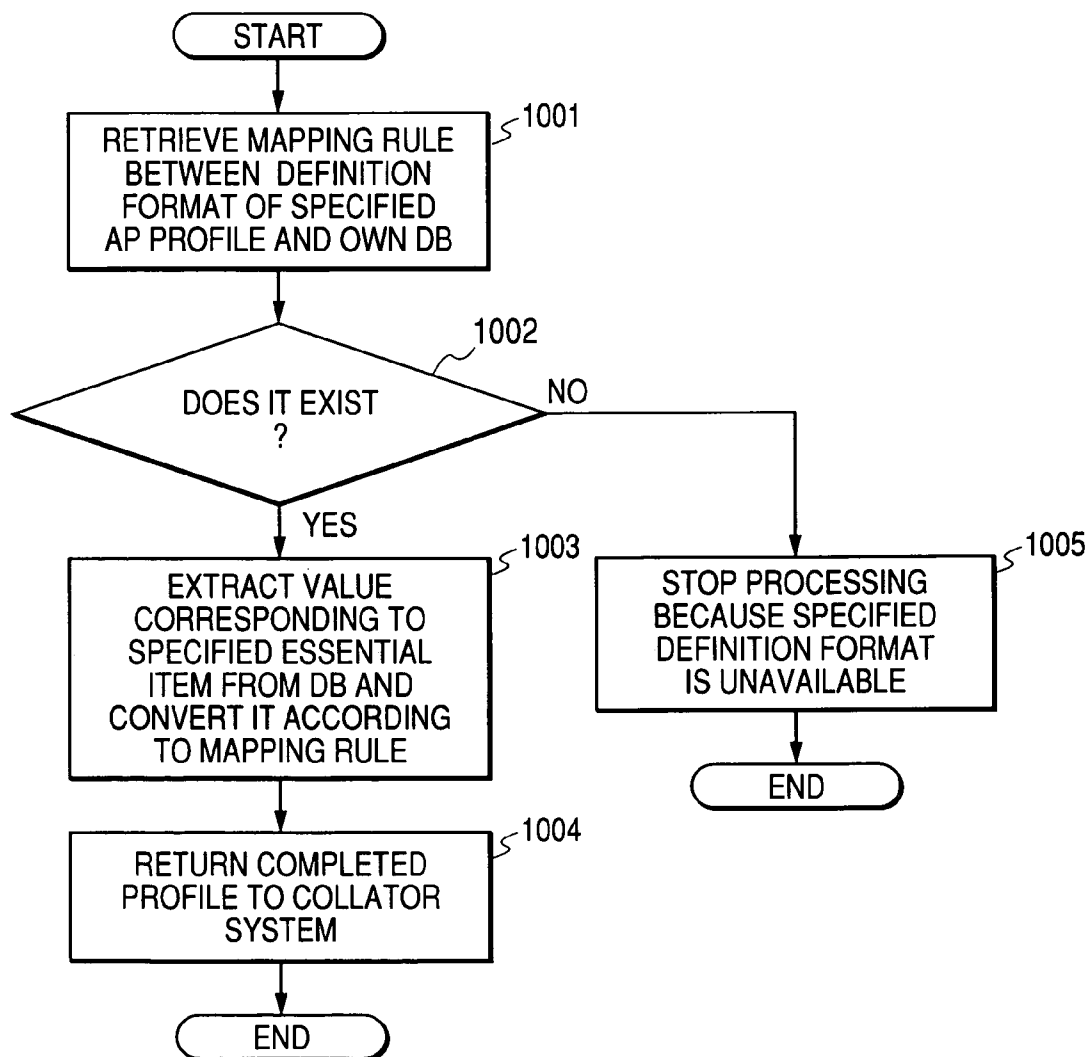 START
1001
RETRIEVE MAPPING RULE
BETWEEN DEFINITION
FORMAT OF SPECIFIED
AP PROFILE AND OWN DB
1002
DOES IT EXIST
?
NO
YES
1003
EXTRACT VALUE
CORRESPONDING TO
SPECIFIED ESSENTIAL
ITEM FROM DB AND
CONVERT IT ACCORDING
TO MAPPING RULE
1005
STOP PROCESSING
BECAUSE SPECIFIED
DEFINITION FORMAT
IS UNAVAILABLE
END
1004
RETURN COMPLETED
PROFILE TO COLLATOR
SYSTEM
END